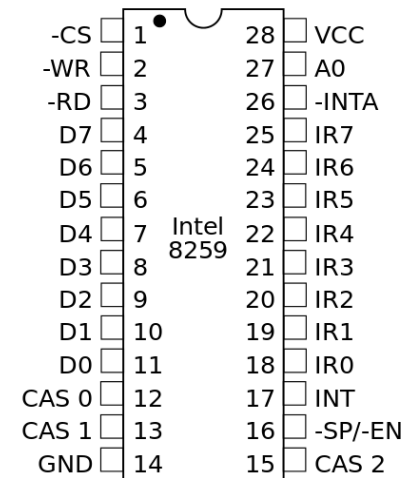 -CS 1 28 VCC
-WR 2 27 A0
-RD 3 26 -INTA
D7 4 25 IR7
D6 5 24 IR6
D5 6 23 IR5
D4 7 Intel 22 IR4
8259
D3 8 21 IR3
D2 9 20 IR2
D1 10 19 IR1
D0 11 18 IR0
CAS 0 12 17 INT
CAS 1 13 16 -SP/-EN
GND 14 15 CAS 2